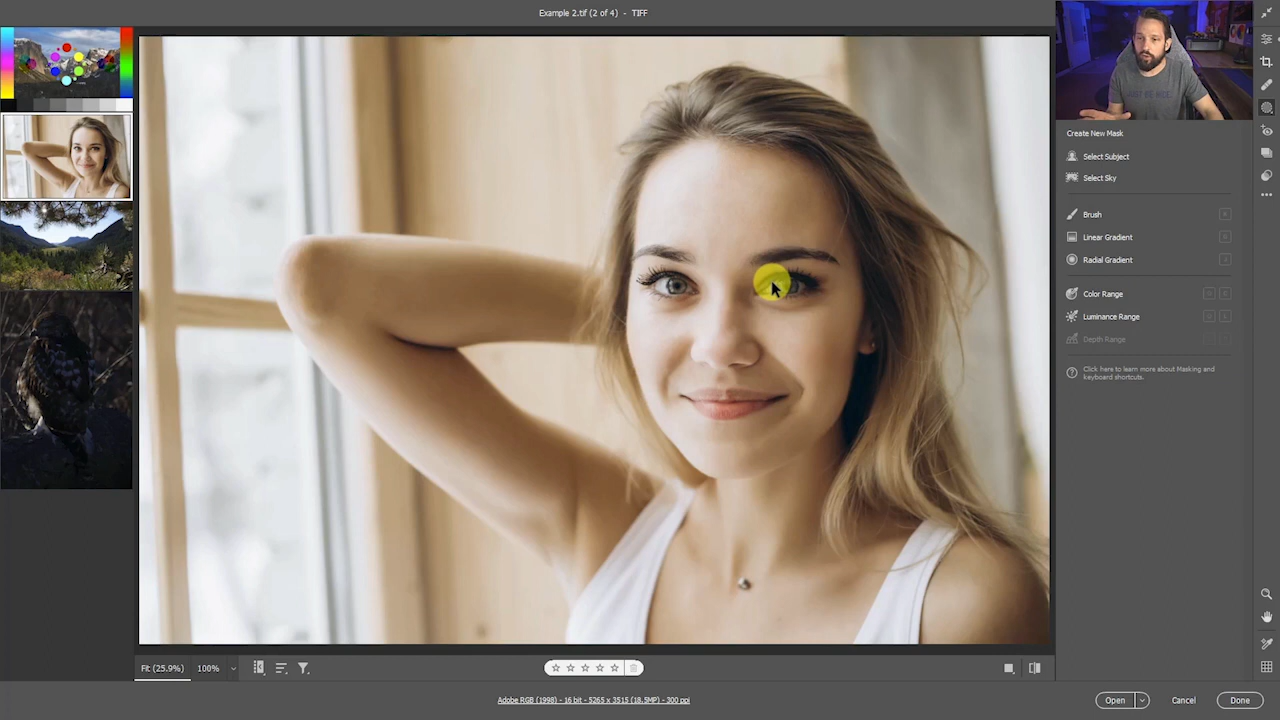 Example 2.tif (2 of 4) - TIFF
Create New Mask
Select Subject
Select Sky
Brush K
Linear Gradient G
Radial Gradient J
Color Range
Luminance Range
Depth Range
Click here to learn more about Masking and
keyboard shortcuts.
Fit (25.9%) 100%
Adobe RGB (1998) - 16 bit - 5265 x 3515 (18.5MP) - 300 ppi
Open Cancel Done